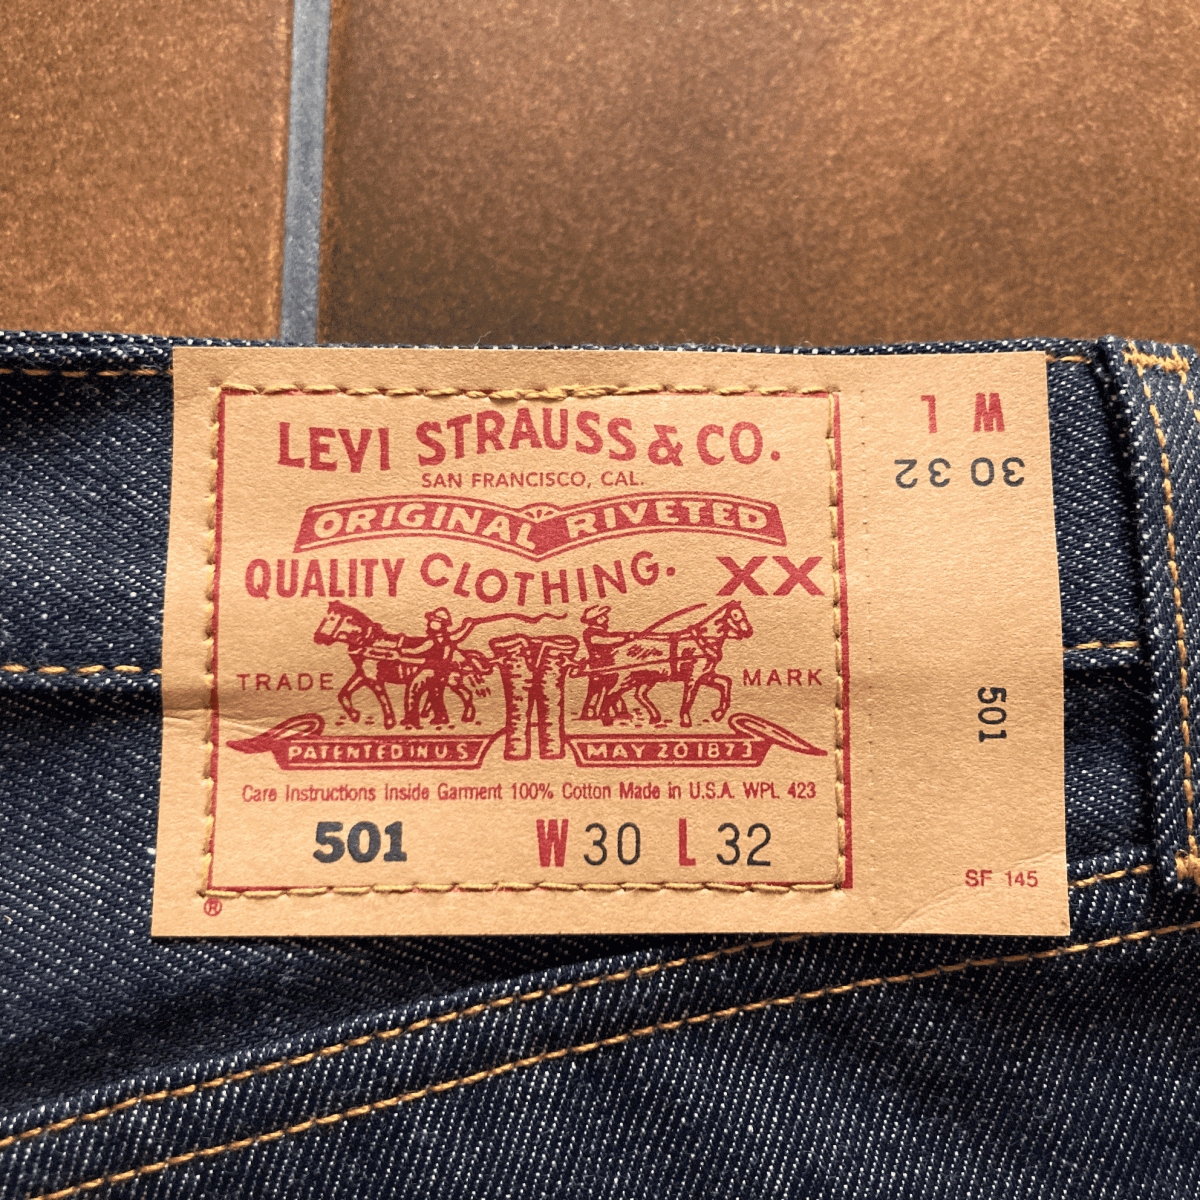 LEVI STRAUSS & CO.
SAN FRANCISCO, CAL.
ORIGINAL RIVETED
QUALITY CLOTHING. XX
TRADE MARK
PATENTED IN U.S. MAY 20 1873
Care Instructions Inside Garment 100% Cotton Made in U.S.A. WPL 423
501 W 30 L 32
®
W L
30 32
501
SF 145